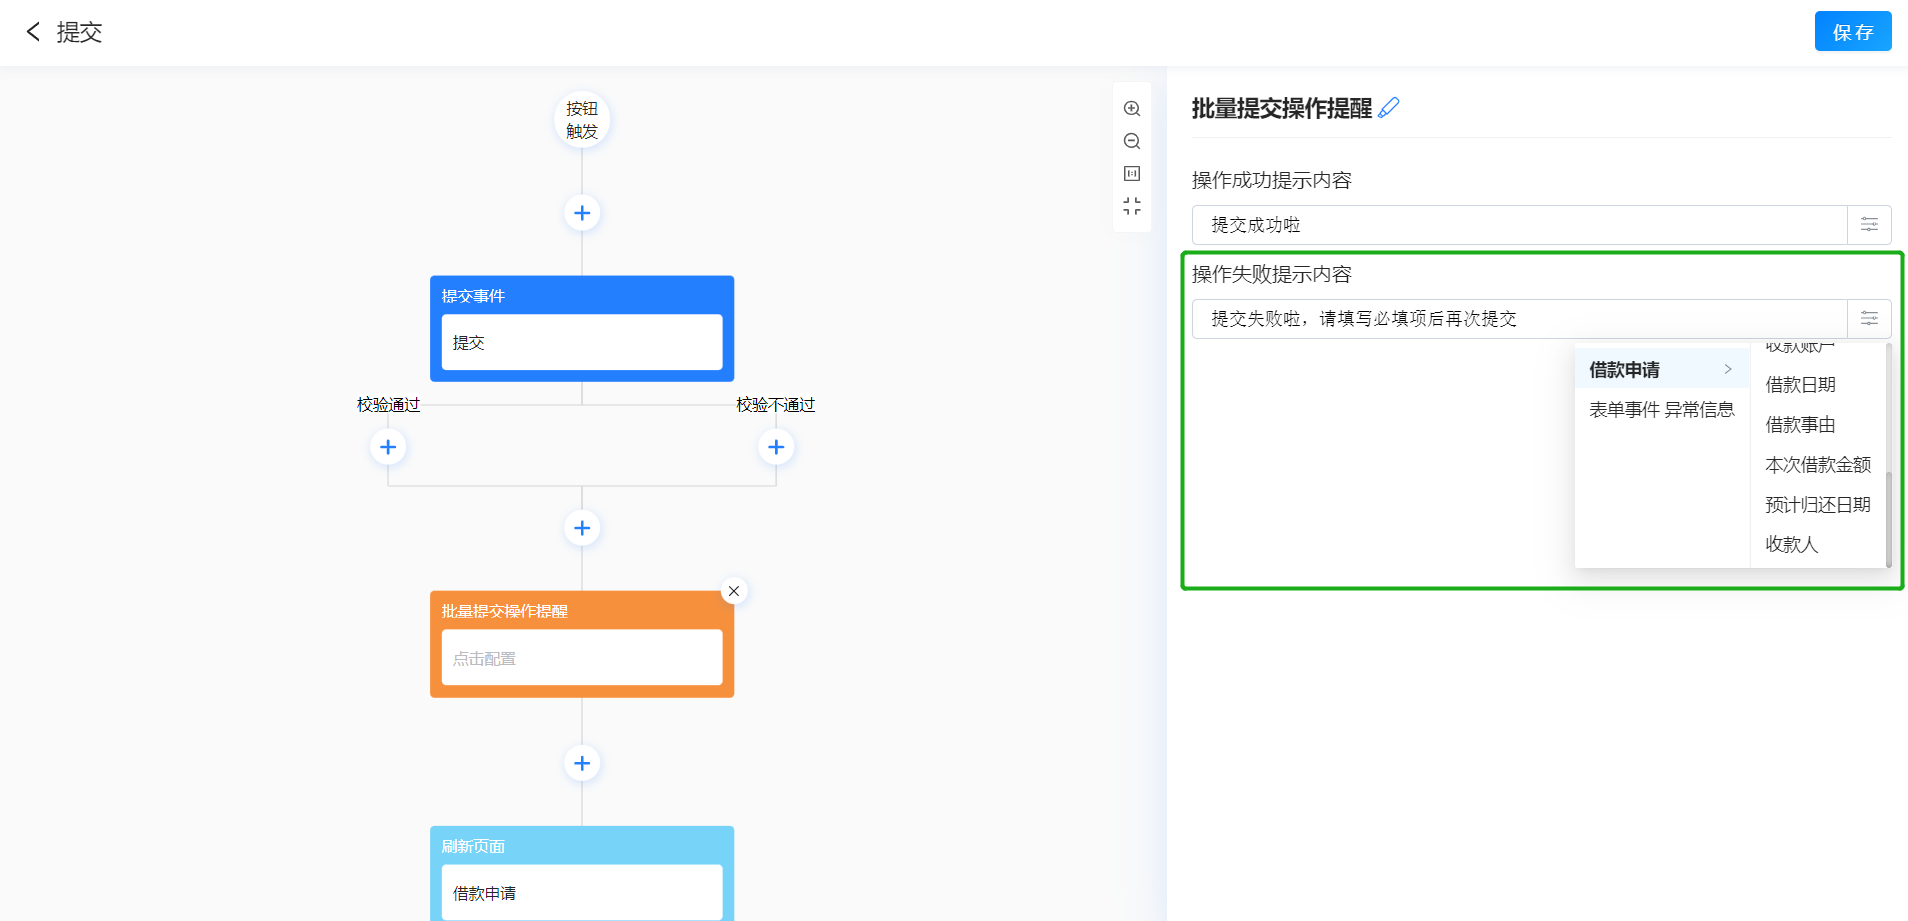 提交
保存
按钮
触发
提交事件
提交
校验通过
校验不通过
批量提交操作提醒
点击配置
刷新页面
借款申请
批量提交操作提醒
操作成功提示内容
提交成功啦
操作失败提示内容
提交失败啦，请填写必填项后再次提交
借款申请
表单事件 异常信息
收款账户
借款日期
借款事由
本次借款金额
预计归还日期
收款人